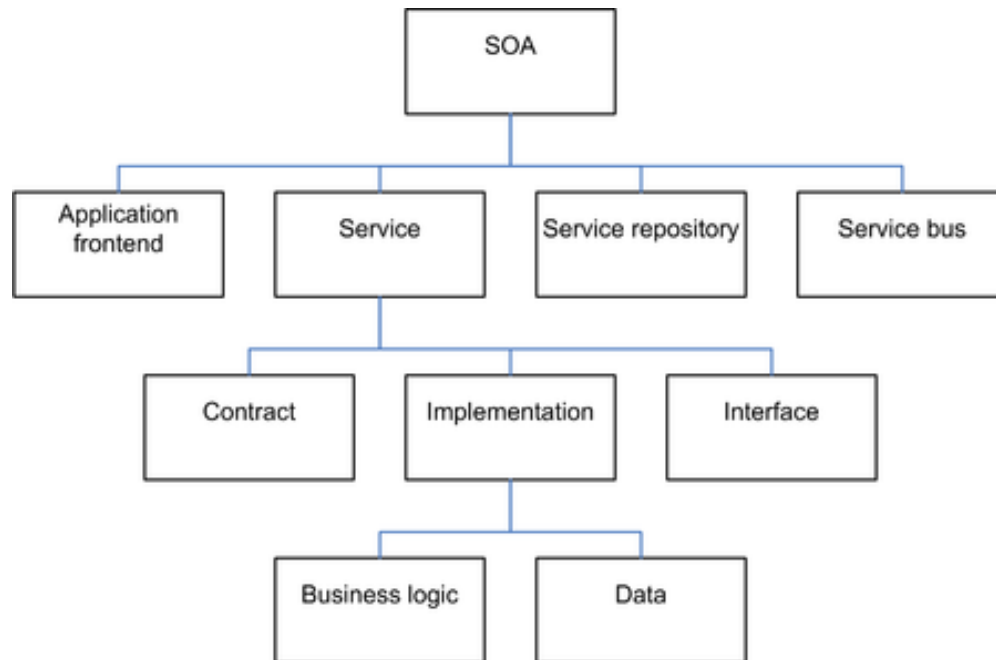 SOA
Application
frontend
Service
Service repository
Service bus
Contract
Implementation
Interface
Business logic
Data